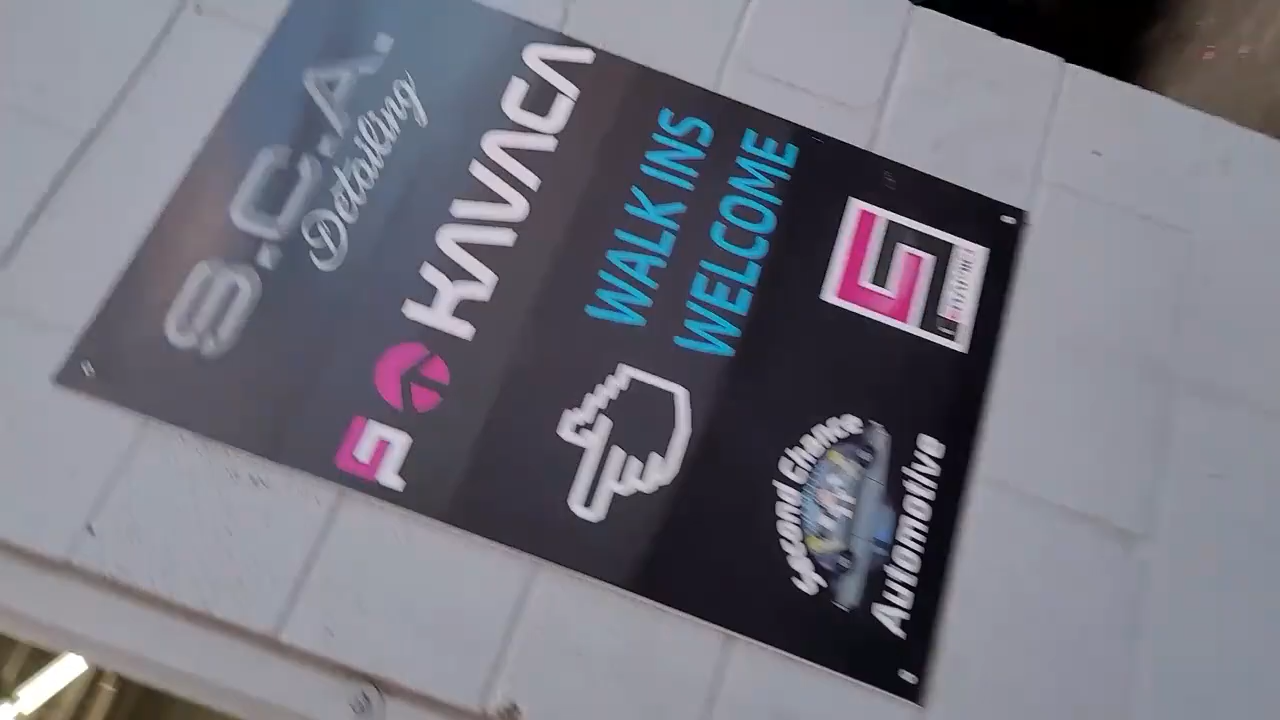 S.C.A.
Detailing
KAVACA
WALK INS
WELCOME
Second Chance
Automotive